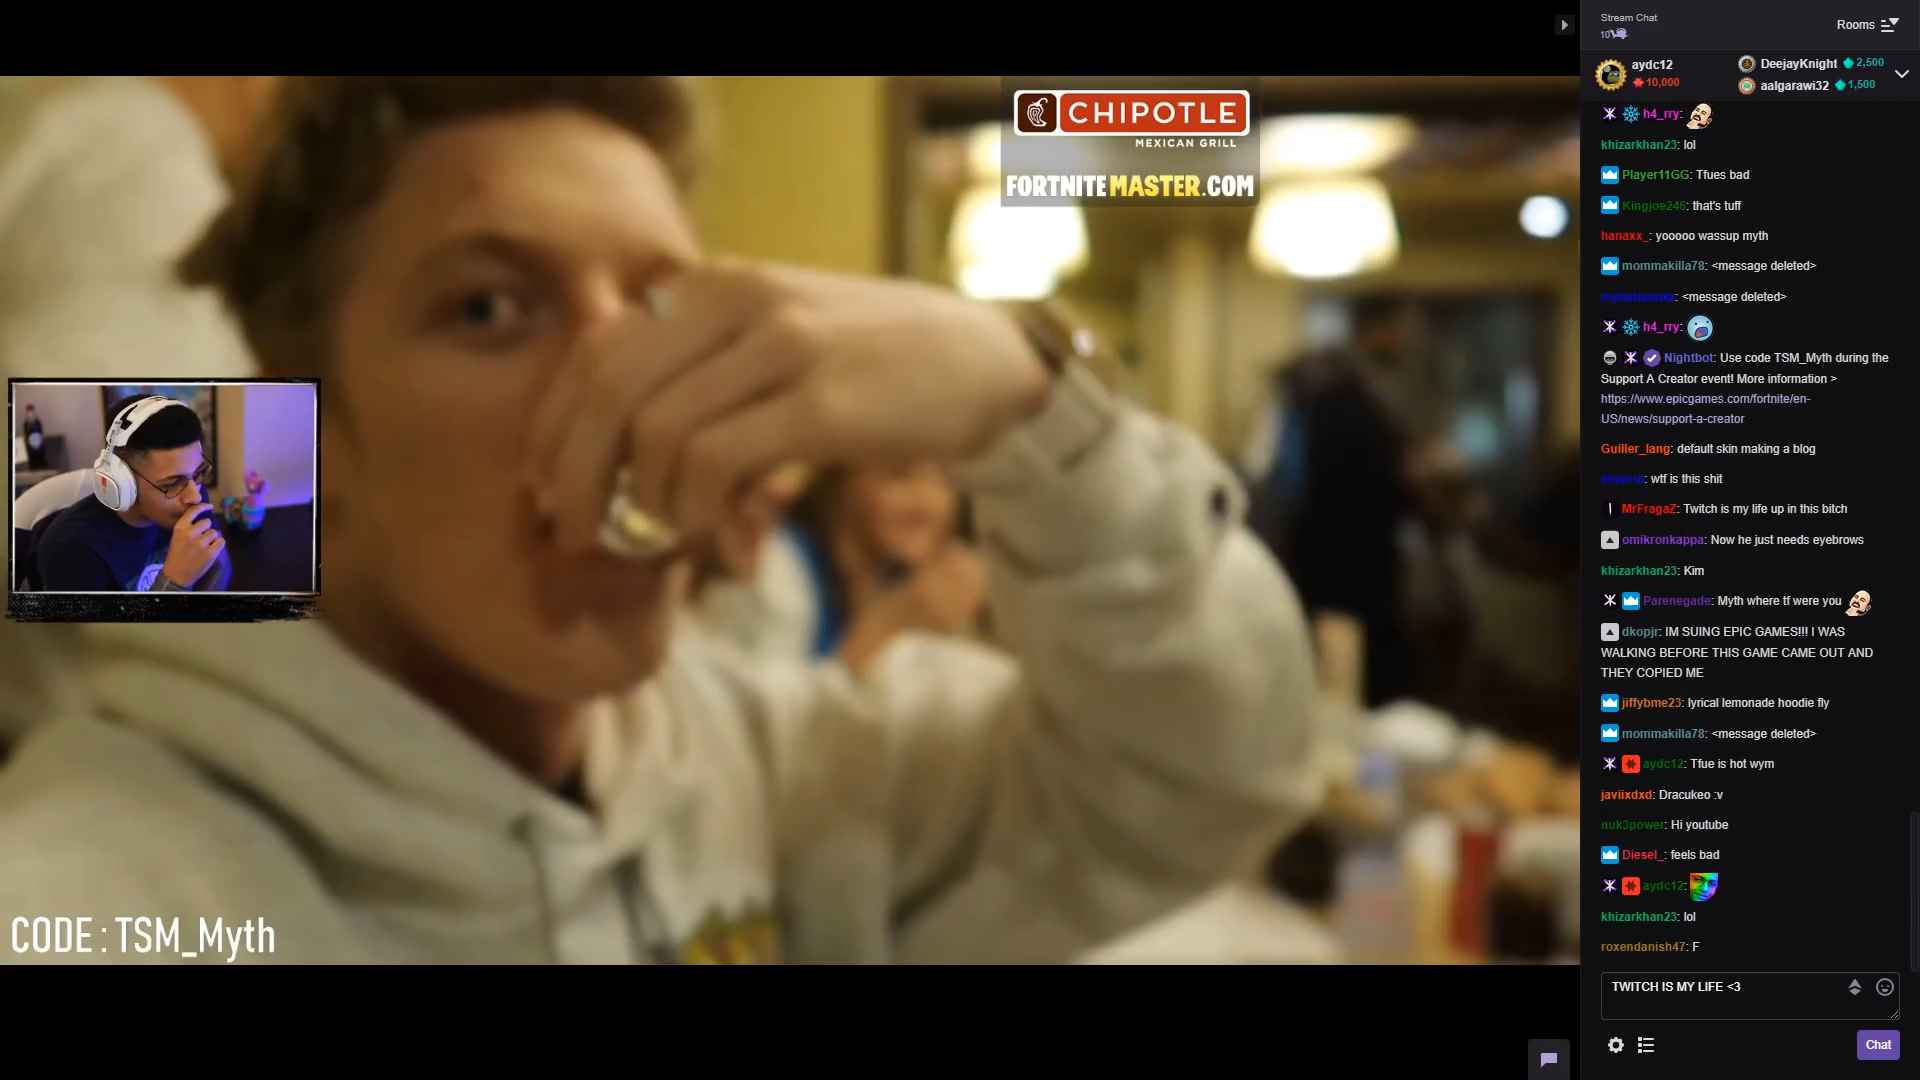 CHIPOTLE
MEXICAN GRILL
FORTNITEMASTER.COM
CODE : TSM_Myth
Stream Chat
10
Rooms
aydc12
10,000
DeejayKnight 2,500
aalgarawi32 1,500
h4_rry:
khizarkhan23: lol
Player11GG: Tfues bad
Kingjoe246: that's tuff
hanaxx_: yooooo wassup myth
mommakilla78: <message deleted>
: <message deleted>
h4_rry:
Nightbot: Use code TSM_Myth during the
Support A Creator event! More information >
https://www.epicgames.com/fortnite/en-
US/news/support-a-creator
Guiller_lang: default skin making a blog
: wtf is this shit
MrFragaZ: Twitch is my life up in this bitch
omikronkappa: Now he just needs eyebrows
khizarkhan23: Kim
Parenegade: Myth where tf were you
dkopjr: IM SUING EPIC GAMES!!! I WAS
WALKING BEFORE THIS GAME CAME OUT AND
THEY COPIED ME
jiffybme23: lyrical lemonade hoodie fly
mommakilla78: <message deleted>
aydc12: Tfue is hot wym
javiixdxd: Dracukeo :v
nuk3power: Hi youtube
Diesel_: feels bad
aydc12:
khizarkhan23: lol
roxendanish47: F
TWITCH IS MY LIFE <3
Chat